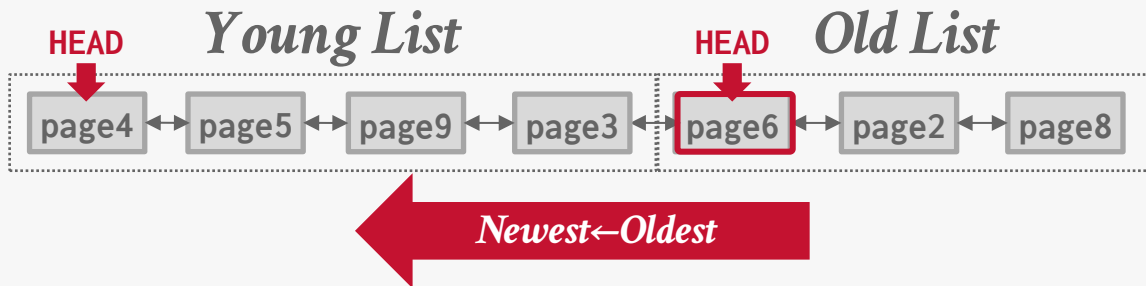 Young List
Old List
HEAD
HEAD
page4
page5
page9
page3
page6
page2
page8
Newest←Oldest